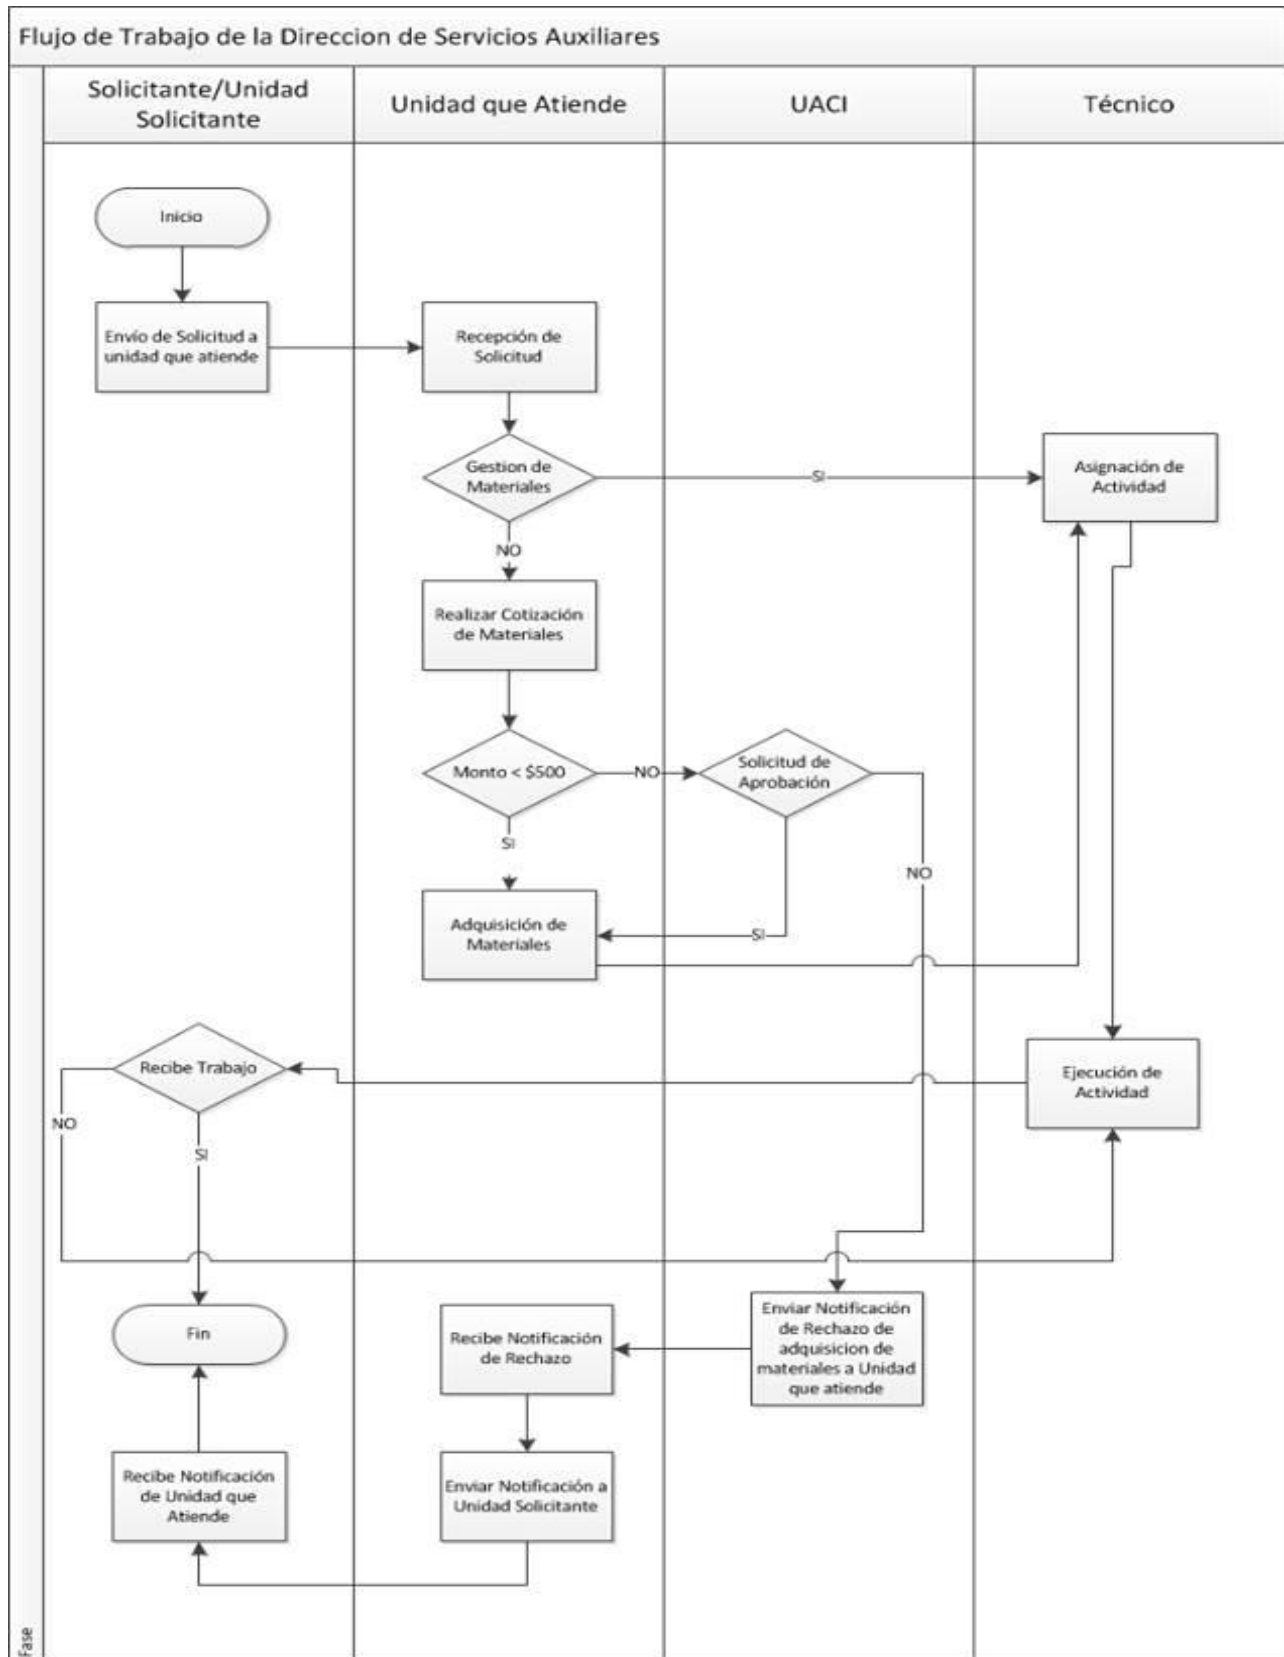 Flujo de Trabajo de la Direccion de Servicios Auxiliares
Solicitante/Unidad
Solicitante
Unidad que Atiende
UACI
Técnico
Inicio
Envío de Solicitud a
unidad que atiende
Recepción de
Solicitud
Gestion de
Materiales
SI
Asignación de
Actividad
NO
Realizar Cotización
de Materiales
Monto < $500
NO
Solicitud de
Aprobación
SI
NO
Adquisición de
Materiales
SI
Recibe Trabajo
Ejecución de
Actividad
NO
SI
Fin
Recibe Notificación
de Rechazo
Enviar Notificación
de Rechazo de
adquisicion de
materiales a Unidad
que atiende
Recibe Notificación
de Unidad que
Atiende
Enviar Notificación a
Unidad Solicitante
Fase